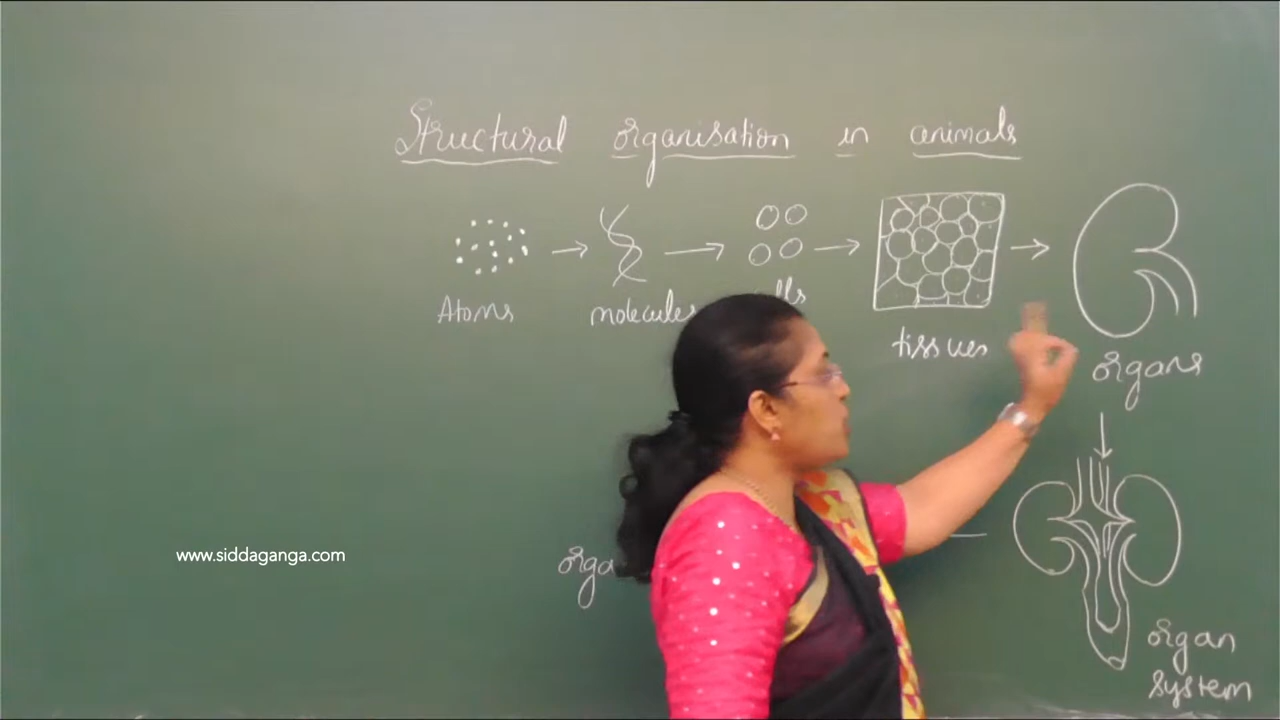 Structural organisation in animals
Atoms
molecules
tissues
organs
www.siddaganga.com
organ
system